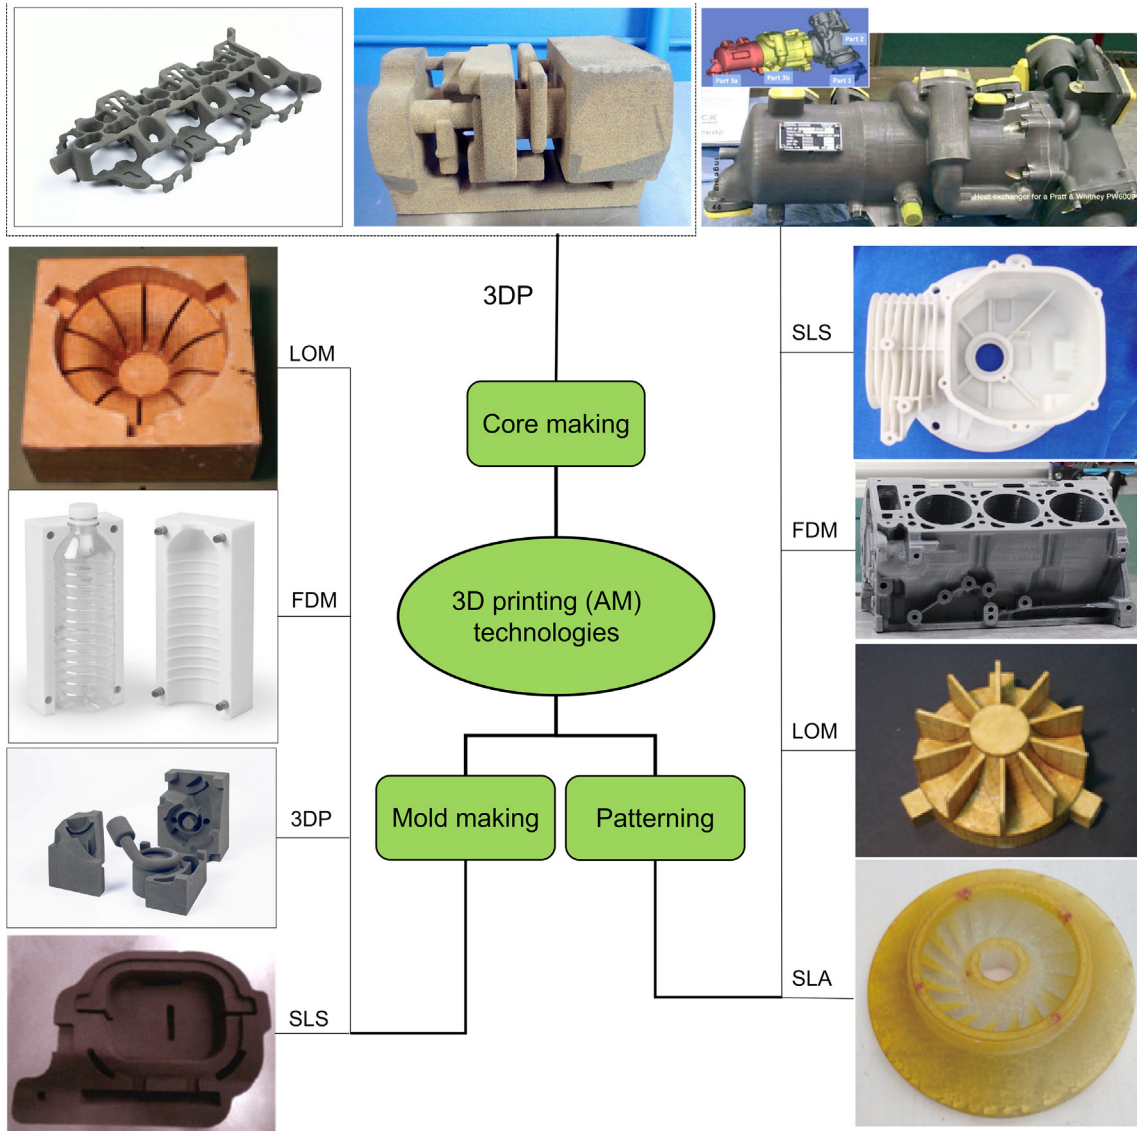 Part 2
Part 3a
Part 3b
Part 1
Heat exchanger for a Pratt & Whitney PW600P
3DP
LOM
SLS
Core making
FDM
FDM
3D printing (AM)
technologies
LOM
Mold making
Patterning
3DP
SLA
SLS